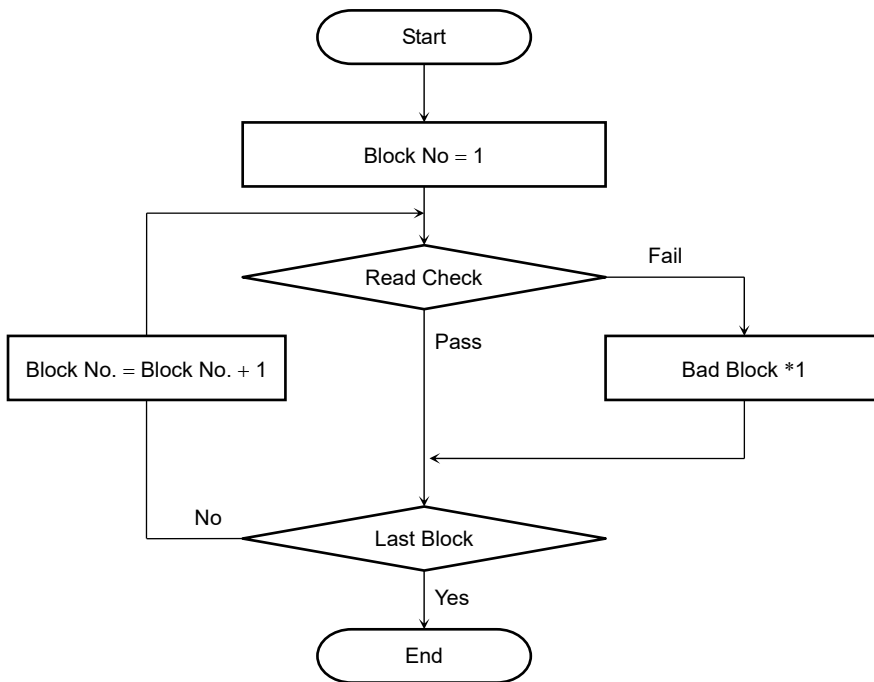 Start
Block No = 1
Read Check
Fail
Pass
Block No. = Block No. + 1
Bad Block *1
No
Last Block
Yes
End